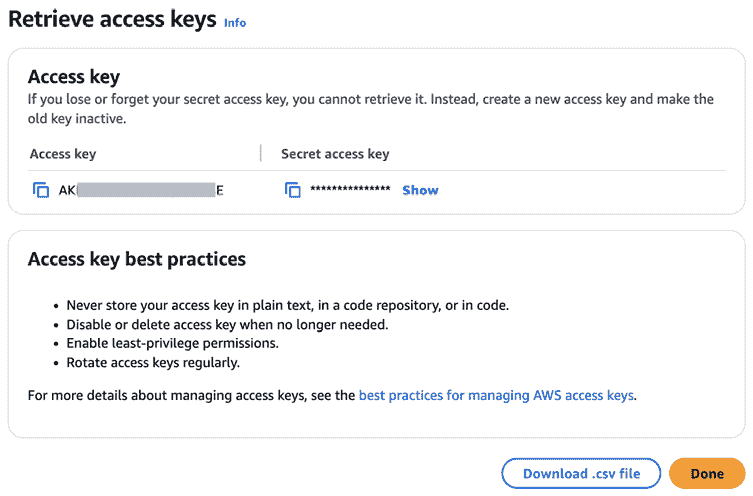 Retrieve access keys Info
Access key
If you lose or forget your secret access key, you cannot retrieve it. Instead, create a new access key and make the
old key inactive.
Access key Secret access key
AK E *************** Show
Access key best practices
• Never store your access key in plain text, in a code repository, or in code.
• Disable or delete access key when no longer needed.
• Enable least-privilege permissions.
• Rotate access keys regularly.
For more details about managing access keys, see the best practices for managing AWS access keys.
Download .csv file Done